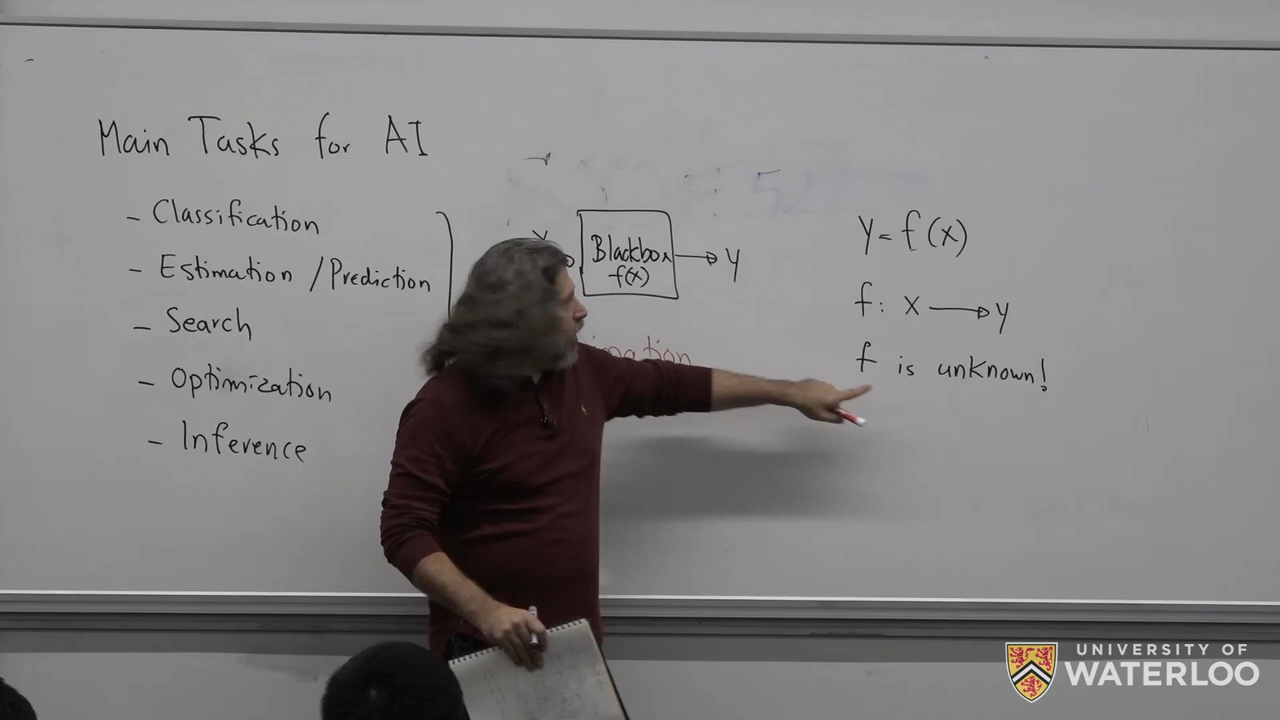 Main Tasks for AI
- Classification
- Estimation / Prediction
- Search
- Optimization
- Inference
Blackbox
f(x)
y
y = f(x)
f: x → y
f is unknown!
UNIVERSITY OF
WATERLOO